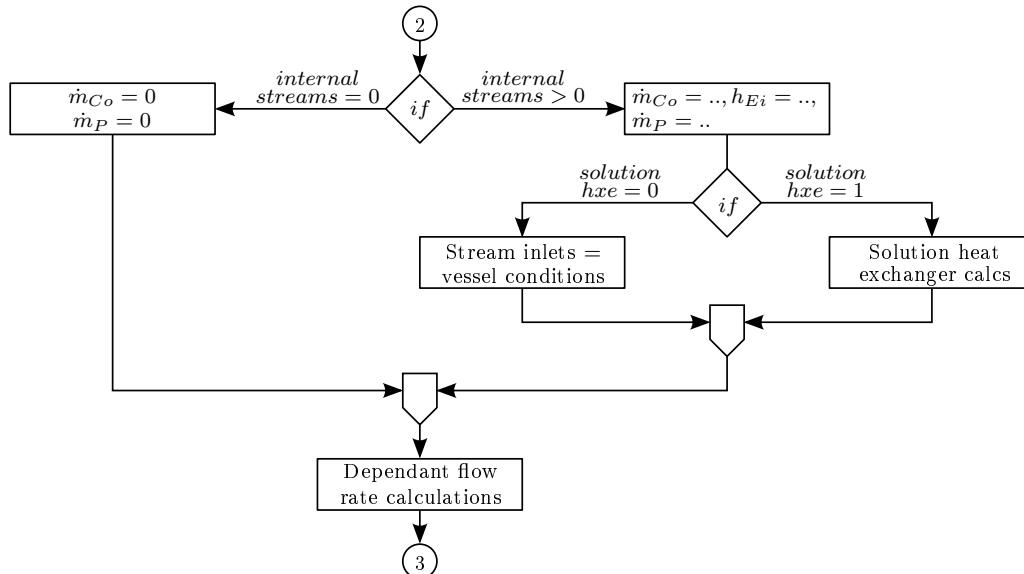 2
internal
streams = 0
internal
streams > 0
if
ṁ_Co = 0
ṁ_P = 0
ṁ_Co = .., h_Ei = ..,
ṁ_P = ..
solution
hxe = 0
solution
hxe = 1
if
Stream inlets =
vessel conditions
Solution heat
exchanger calcs
Dependant flow
rate calculations
3